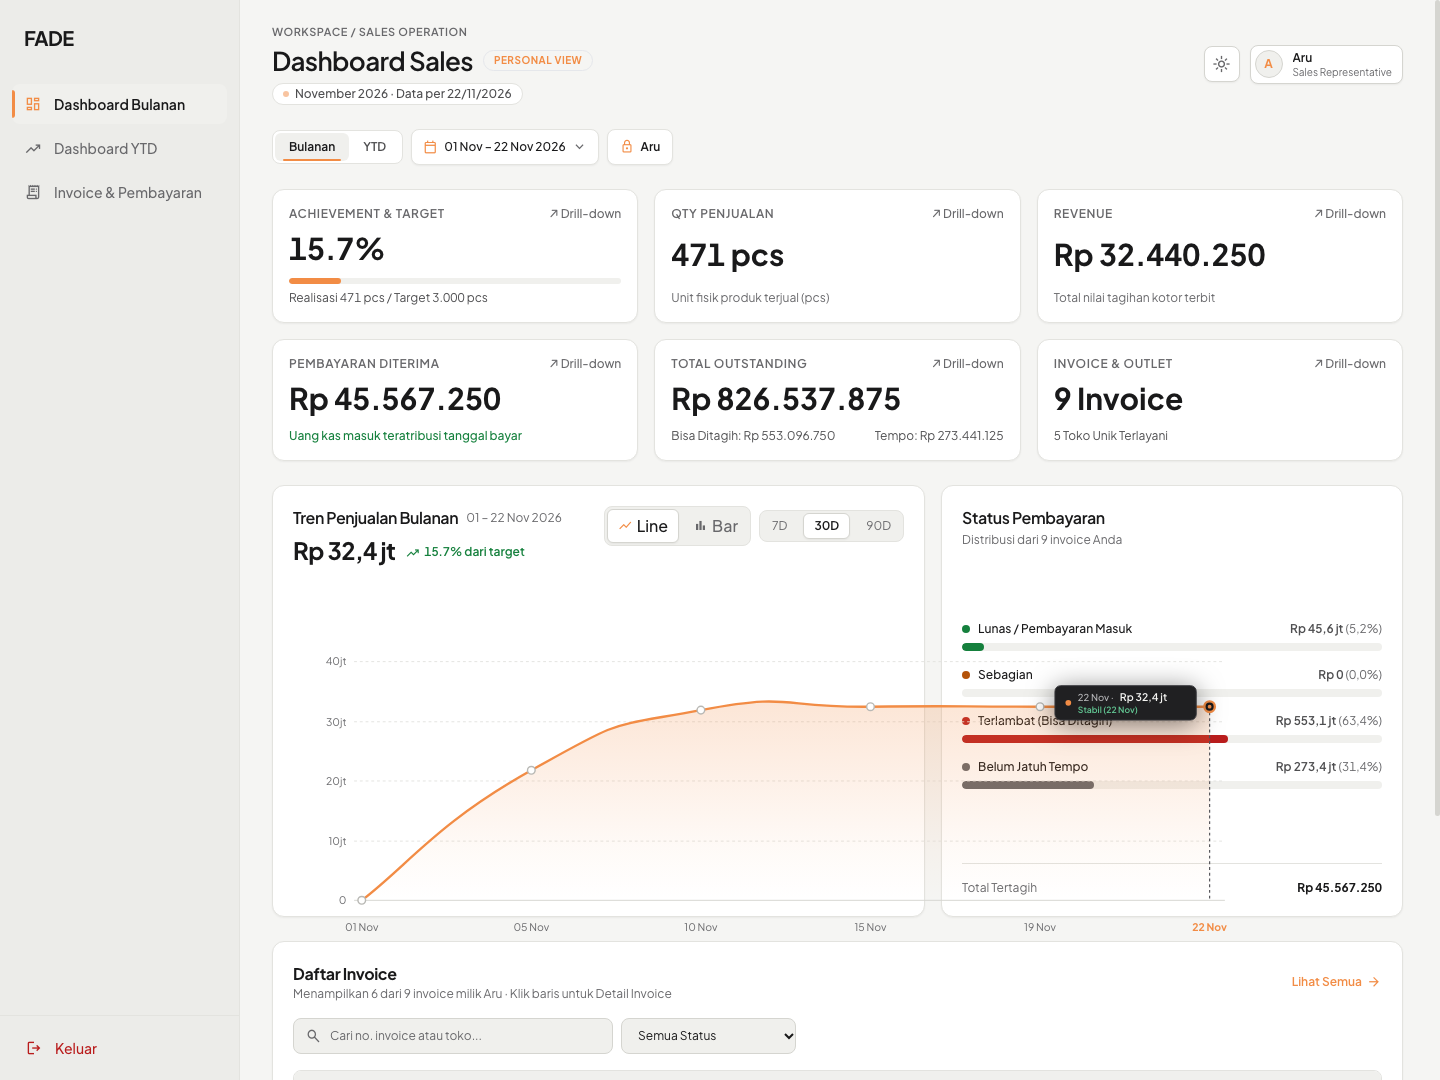 FADE
Dashboard Bulanan
Dashboard YTD
Invoice & Pembayaran
Keluar
WORKSPACE / SALES OPERATION
Dashboard Sales
PERSONAL VIEW
November 2026 · Data per 22/11/2026
A
Aru
Sales Representative
Bulanan
YTD
01 Nov – 22 Nov 2026
Aru
ACHIEVEMENT & TARGET
Drill-down
15.7%
Realisasi 471 pcs / Target 3.000 pcs
QTY PENJUALAN
Drill-down
471 pcs
Unit fisik produk terjual (pcs)
REVENUE
Drill-down
Rp 32.440.250
Total nilai tagihan kotor terbit
PEMBAYARAN DITERIMA
Drill-down
Rp 45.567.250
Uang kas masuk teratribusi tanggal bayar
TOTAL OUTSTANDING
Drill-down
Rp 826.537.875
Bisa Ditagih: Rp 553.096.750
Tempo: Rp 273.441.125
INVOICE & OUTLET
Drill-down
9 Invoice
5 Toko Unik Terlayani
Tren Penjualan Bulanan
01 – 22 Nov 2026
Rp 32,4 jt
15.7% dari target
Line
Bar
7D
30D
90D
40jt
30jt
20jt
10jt
0
01 Nov
05 Nov
10 Nov
15 Nov
19 Nov
22 Nov
22 Nov · Rp 32,4 jt
Stabil (22 Nov)
Status Pembayaran
Distribusi dari 9 invoice Anda
Lunas / Pembayaran Masuk
Rp 45,6 jt (5,2%)
Sebagian
Rp 0 (0,0%)
Terlambat (Bisa Ditagih)
Rp 553,1 jt (63,4%)
Belum Jatuh Tempo
Rp 273,4 jt (31,4%)
Total Tertagih
Rp 45.567.250
Daftar Invoice
Menampilkan 6 dari 9 invoice milik Aru · Klik baris untuk Detail Invoice
Lihat Semua
Cari no. invoice atau toko...
Semua Status